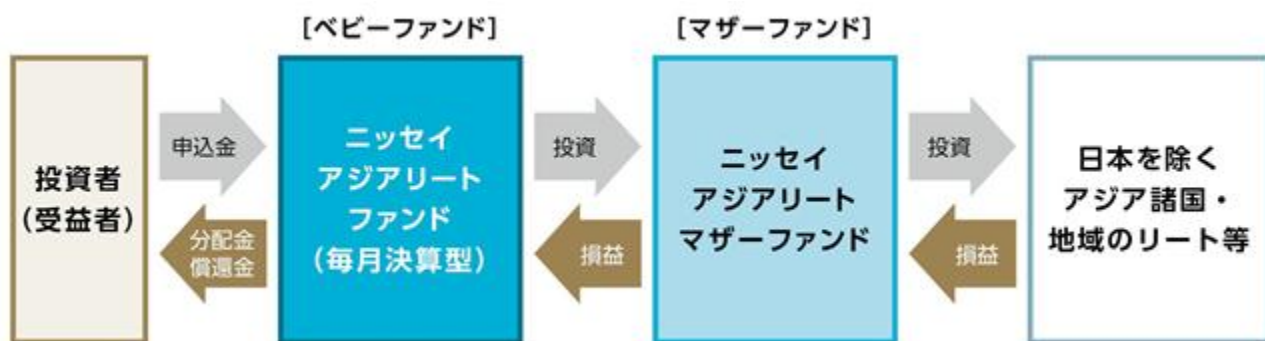 [ベビーファンド]
[マザーファンド]
投資者
(受益者)
申込金
分配金
償還金
ニッセイ
アジアリート
ファンド
(毎月決算型)
投資
損益
ニッセイ
アジアリート
マザーファンド
投資
損益
日本を除く
アジア諸国・
地域のリート等